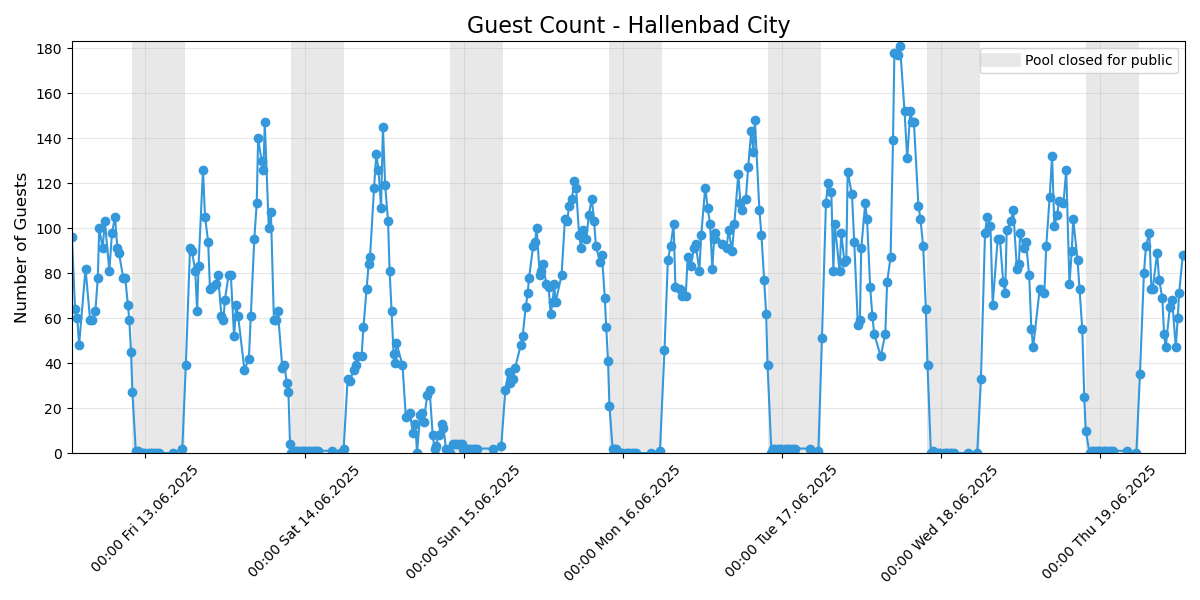 Guest Count - Hallenbad City
Number of Guests
180
160
140
120
100
80
60
40
20
0
Pool closed for public
00:00 Fri 13.06.2025
00:00 Sat 14.06.2025
00:00 Sun 15.06.2025
00:00 Mon 16.06.2025
00:00 Tue 17.06.2025
00:00 Wed 18.06.2025
00:00 Thu 19.06.2025